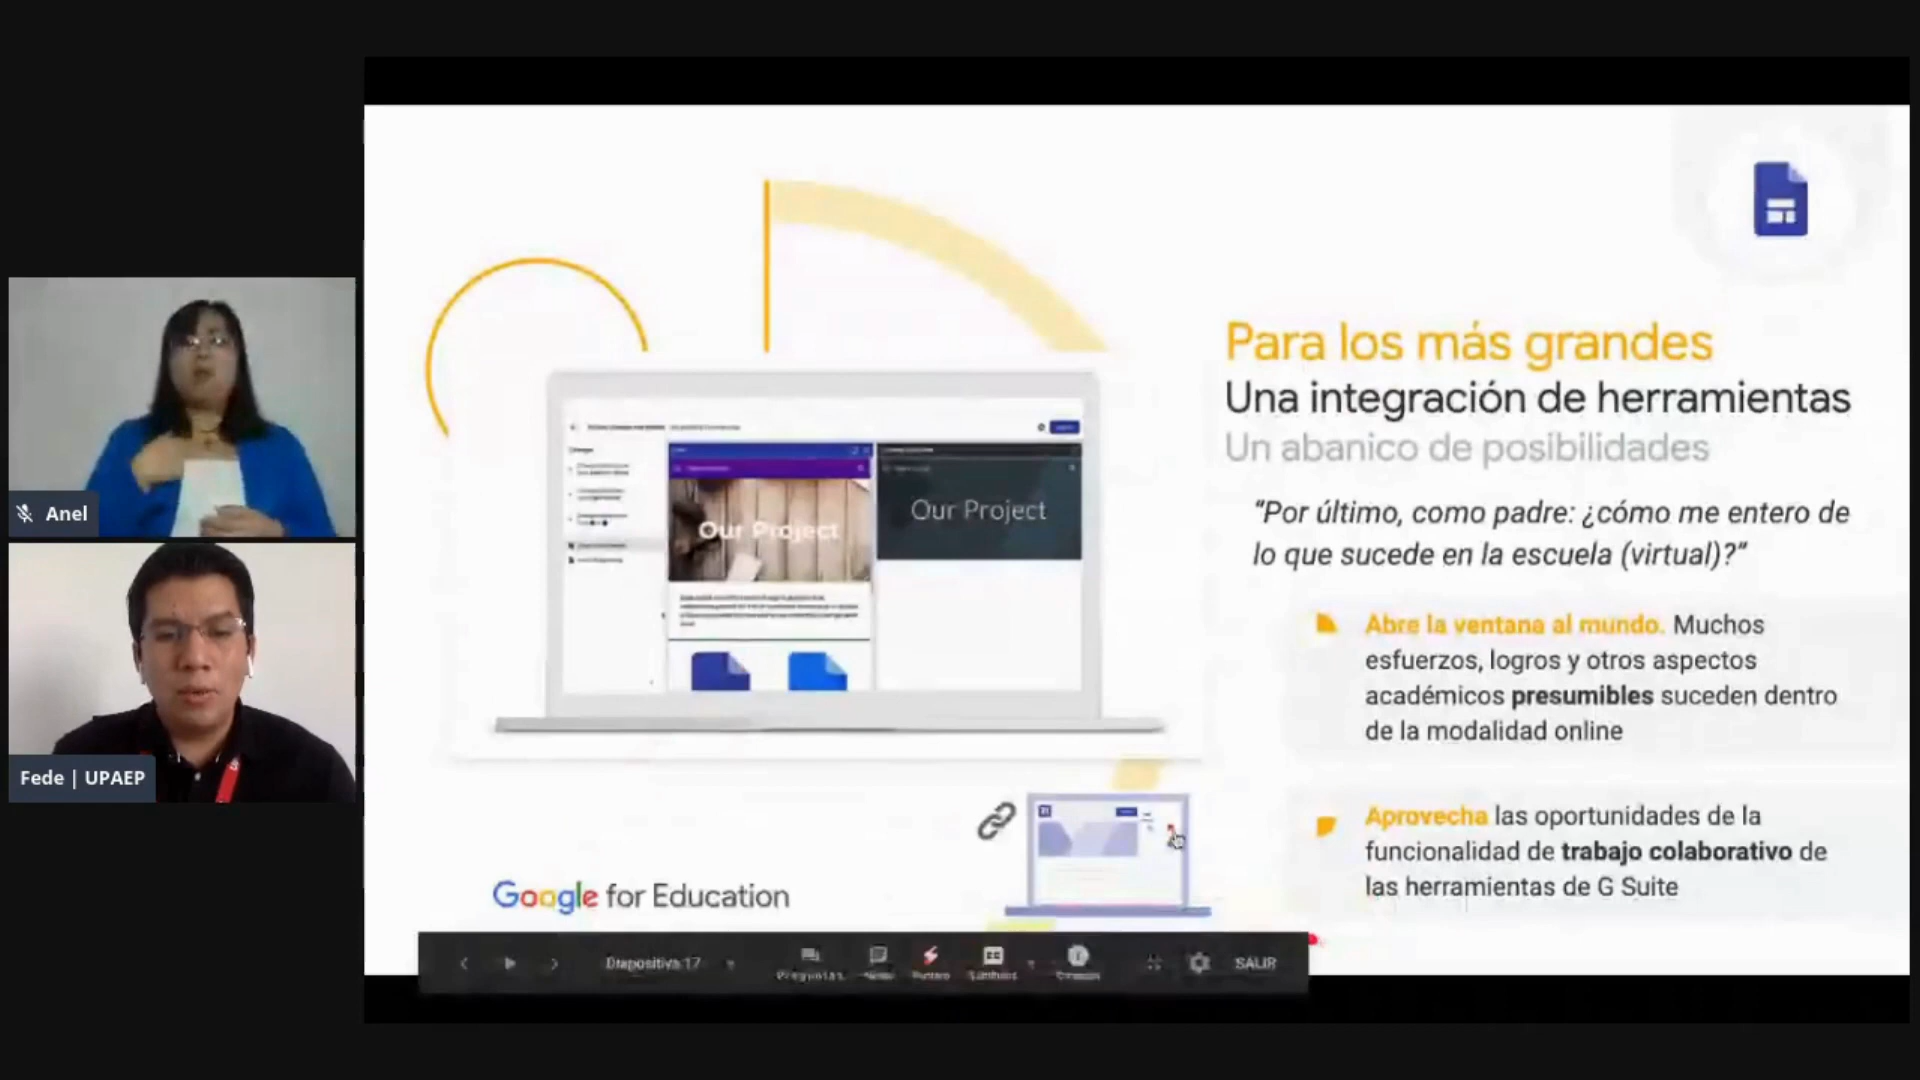 Anel
Fede | UPAEP
Para los más grandes
Una integración de herramientas
Un abanico de posibilidades
“Por último, como padre: ¿cómo me entero de
lo que sucede en la escuela (virtual)?”
Abre la ventana al mundo. Muchos
esfuerzos, logros y otros aspectos
académicos presumibles suceden dentro
de la modalidad online
Aprovecha las oportunidades de la
funcionalidad de trabajo colaborativo de
las herramientas de G Suite
Our Project
Our Project
Google for Education
Diapositiva 17
Preguntas
Puntero
SALIR